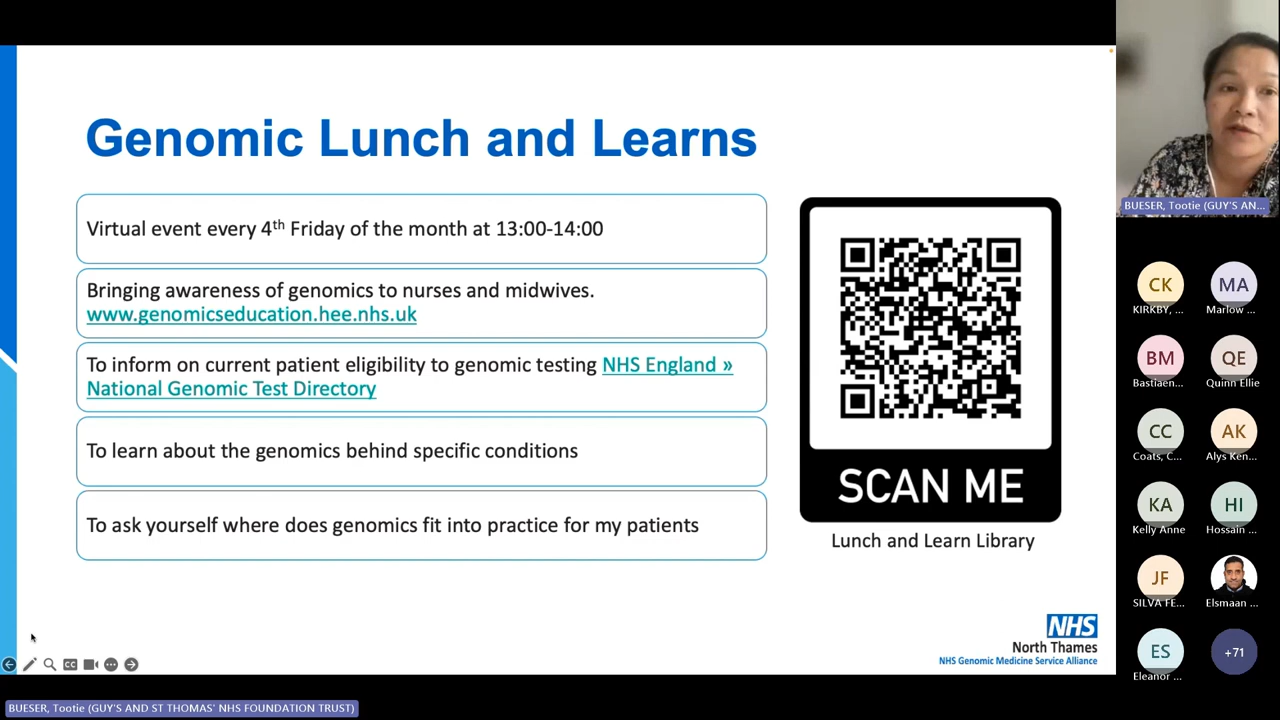 Genomic Lunch and Learns
Virtual event every 4th Friday of the month at 13:00-14:00
Bringing awareness of genomics to nurses and midwives.
www.genomicseducation.hee.nhs.uk
To inform on current patient eligibility to genomic testing NHS England »
National Genomic Test Directory
To learn about the genomics behind specific conditions
To ask yourself where does genomics fit into practice for my patients
SCAN ME
Lunch and Learn Library
NHS
North Thames
NHS Genomic Medicine Service Alliance
CC
BUESER, Tootie (GUY'S AND ST THOMAS' NHS FOUNDATION TRUST)
BUESER, Tootie (GUY'S AN...
CK
MA
KIRKBY, ...
Marlow ...
BM
QE
Bastiaen...
Quinn Ellie
CC
AK
Coats, C...
Alys Ken...
KA
HI
Kelly Anne
Hossain ...
JF
SILVA FE...
Elsmaan ...
ES
+71
Eleanor ...